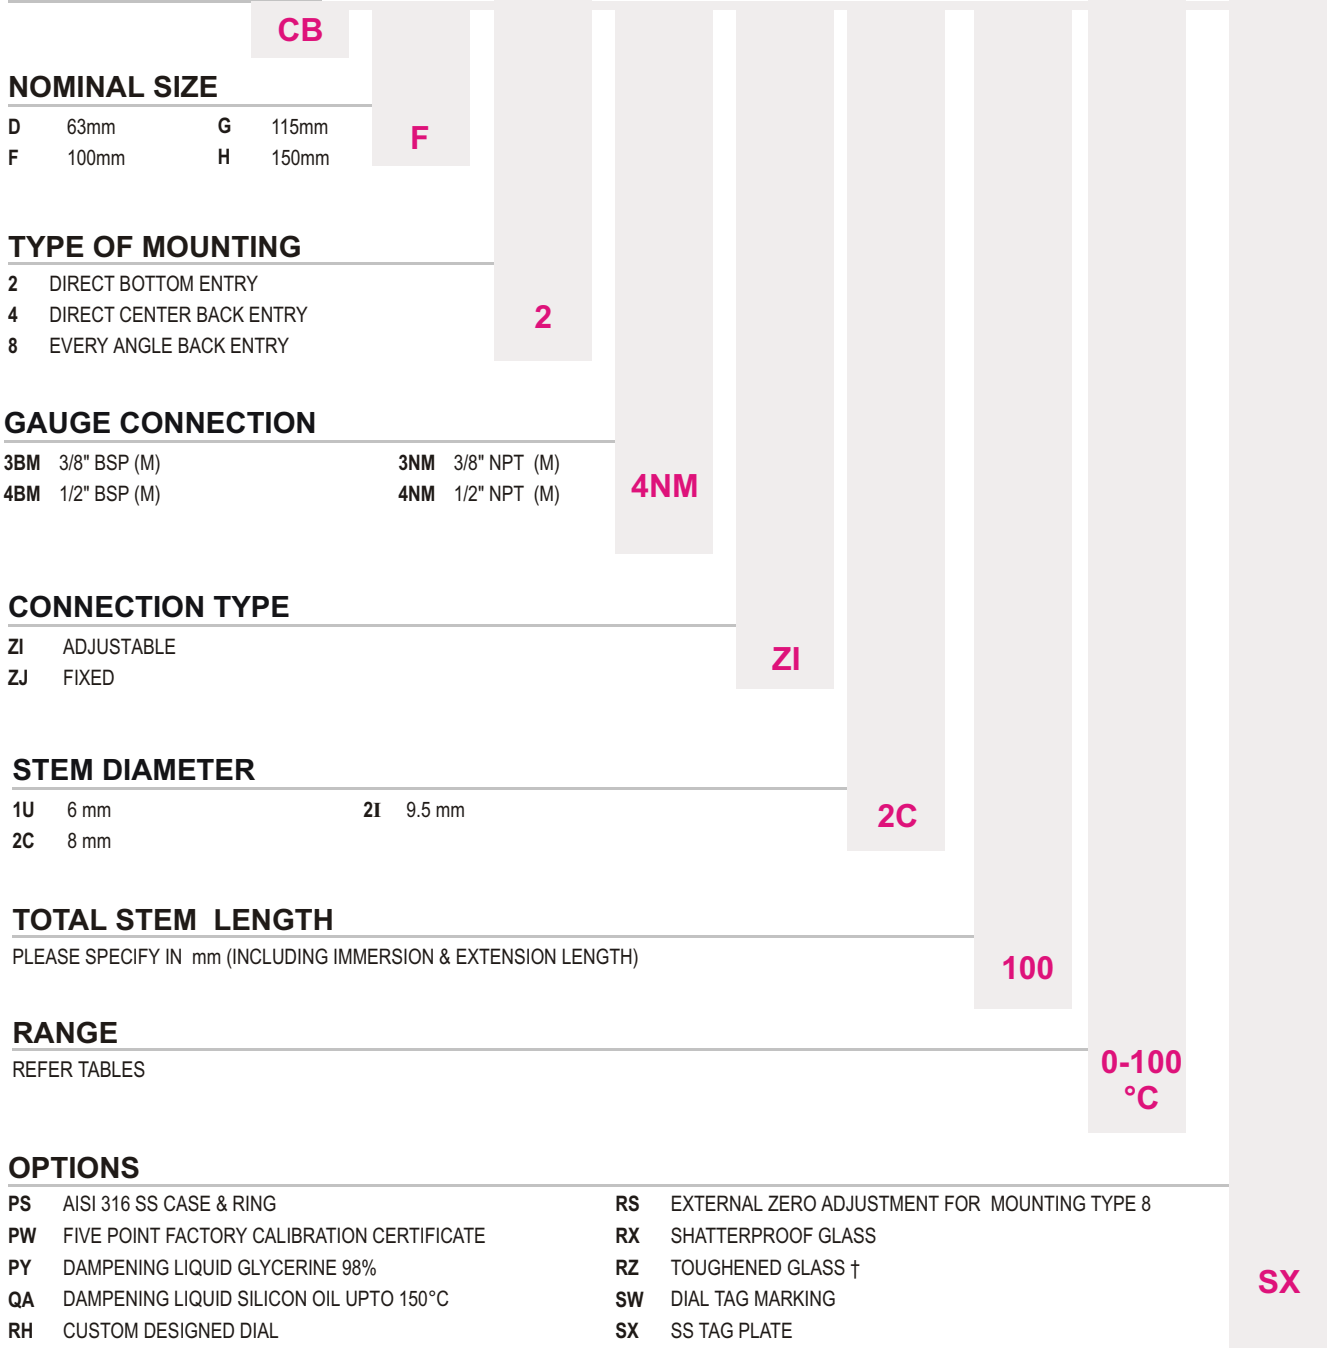 CB
NOMINAL SIZE
D 63mm G 115mm
F 100mm H 150mm
F
TYPE OF MOUNTING
2 DIRECT BOTTOM ENTRY
4 DIRECT CENTER BACK ENTRY
8 EVERY ANGLE BACK ENTRY
2
GAUGE CONNECTION
3BM 3/8" BSP (M) 3NM 3/8" NPT (M)
4BM 1/2" BSP (M) 4NM 1/2" NPT (M)
4NM
CONNECTION TYPE
ZI ADJUSTABLE
ZJ FIXED
ZI
STEM DIAMETER
1U 6 mm 2I 9.5 mm
2C 8 mm
2C
TOTAL STEM LENGTH
PLEASE SPECIFY IN mm (INCLUDING IMMERSION & EXTENSION LENGTH)
100
RANGE
REFER TABLES
0-100
°C
OPTIONS
PS AISI 316 SS CASE & RING RS EXTERNAL ZERO ADJUSTMENT FOR MOUNTING TYPE 8
PW FIVE POINT FACTORY CALIBRATION CERTIFICATE RX SHATTERPROOF GLASS
PY DAMPENING LIQUID GLYCERINE 98% RZ TOUGHENED GLASS †
QA DAMPENING LIQUID SILICON OIL UPTO 150°C SW DIAL TAG MARKING
RH CUSTOM DESIGNED DIAL SX SS TAG PLATE
SX